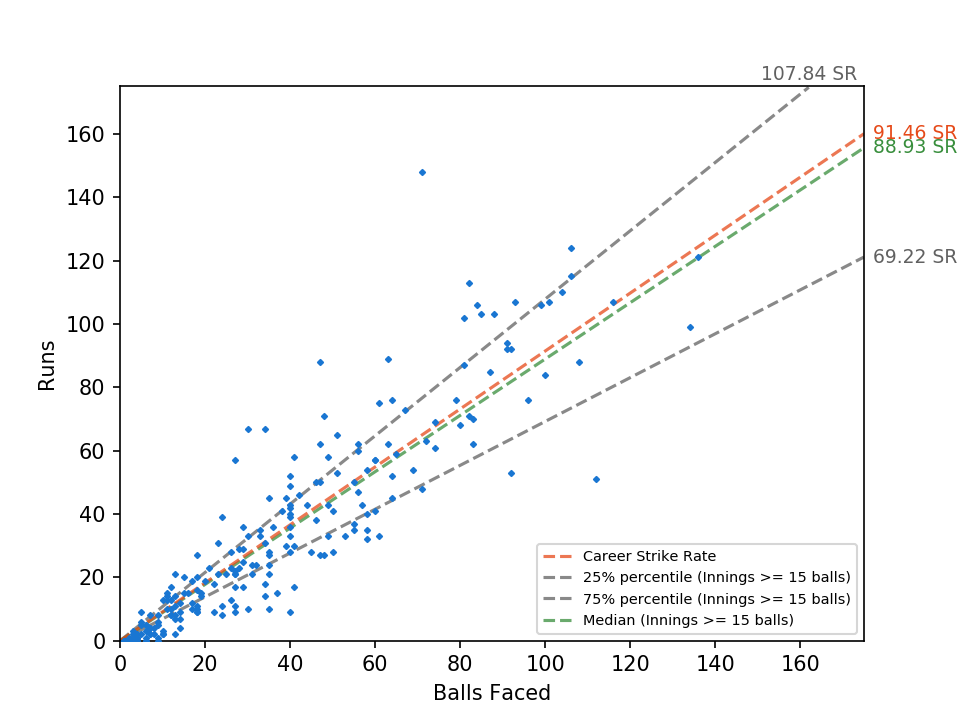 107.84 SR
91.46 SR
88.93 SR
69.22 SR
160
140
120
100
80
60
40
20
0
Runs
0 20 40 60 80 100 120 140 160
Balls Faced
Career Strike Rate
25% percentile (Innings >= 15 balls)
75% percentile (Innings >= 15 balls)
Median (Innings >= 15 balls)